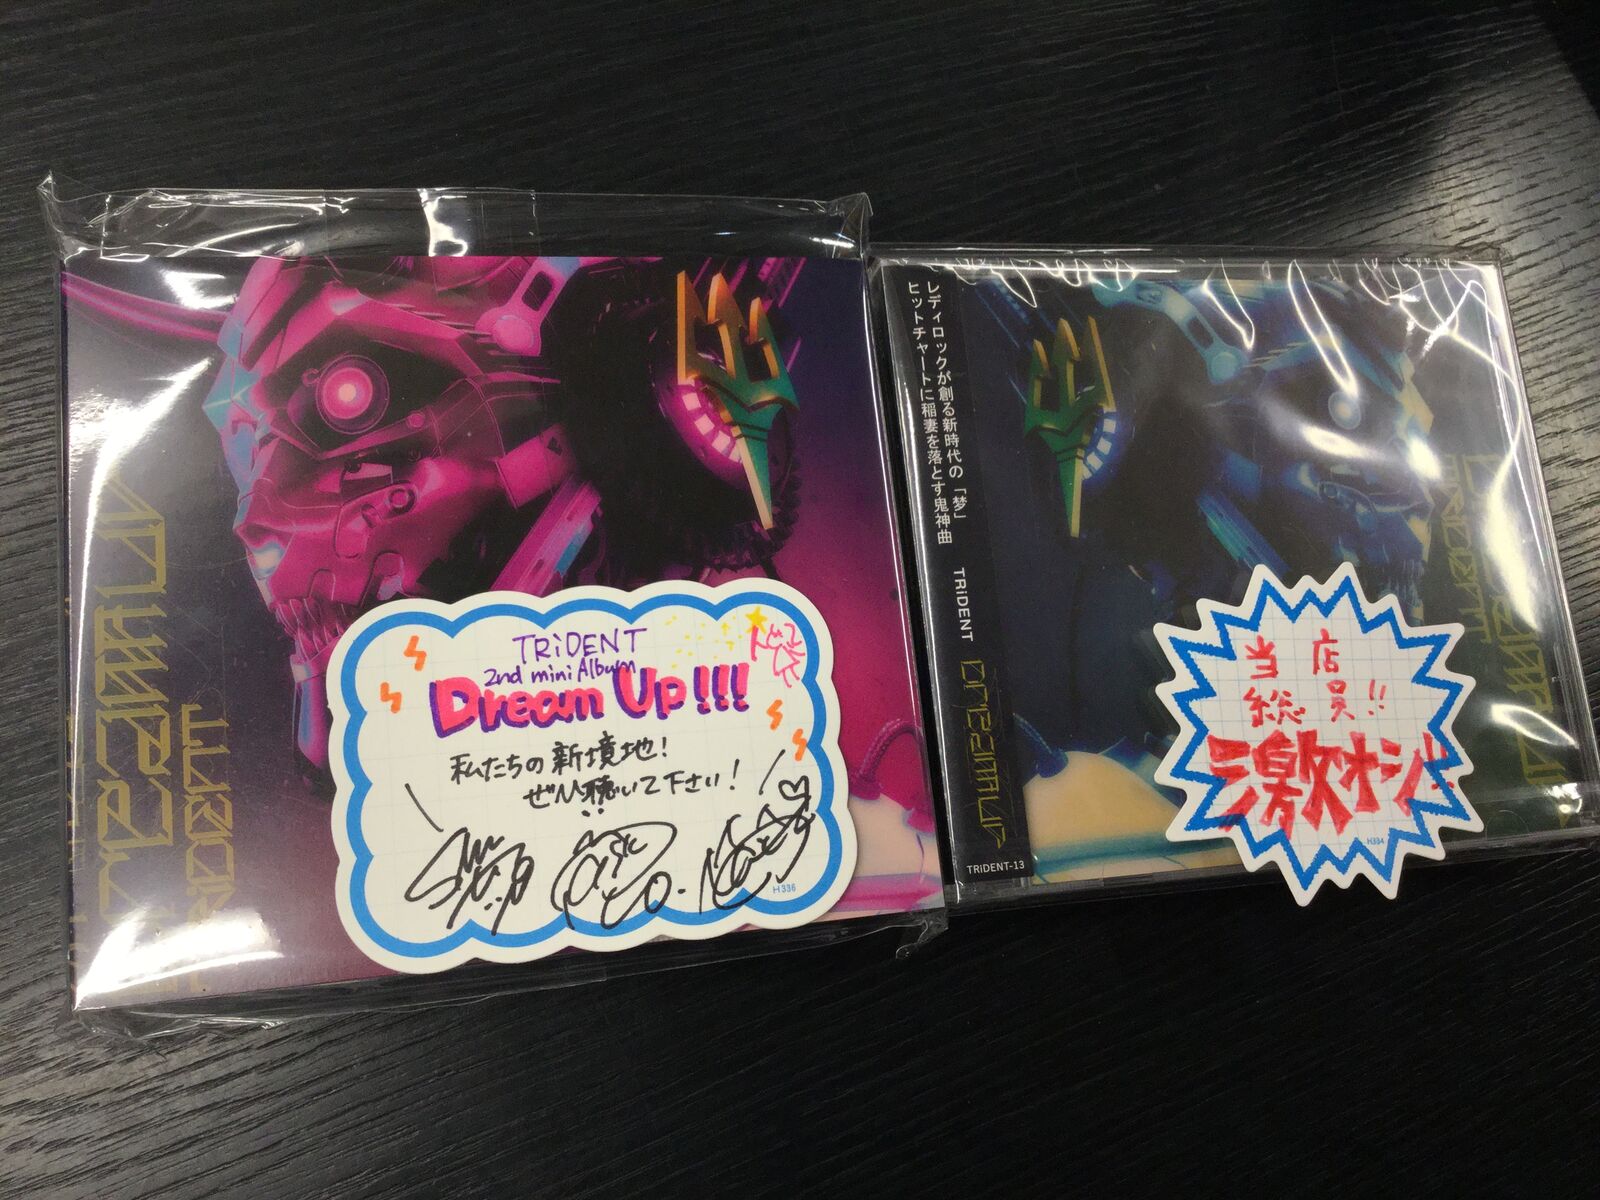 TRiDENT
2nd mini Album
Dream Up!!!
私たちの新境地!
ぜひ聴いて下さい!
H336
レディロックが創る新時代の「梦」
ヒットチャートに稲妻を落とす鬼神曲
TRiDENT
TRIDENT-13
当店
総員!!
激オシ
H334